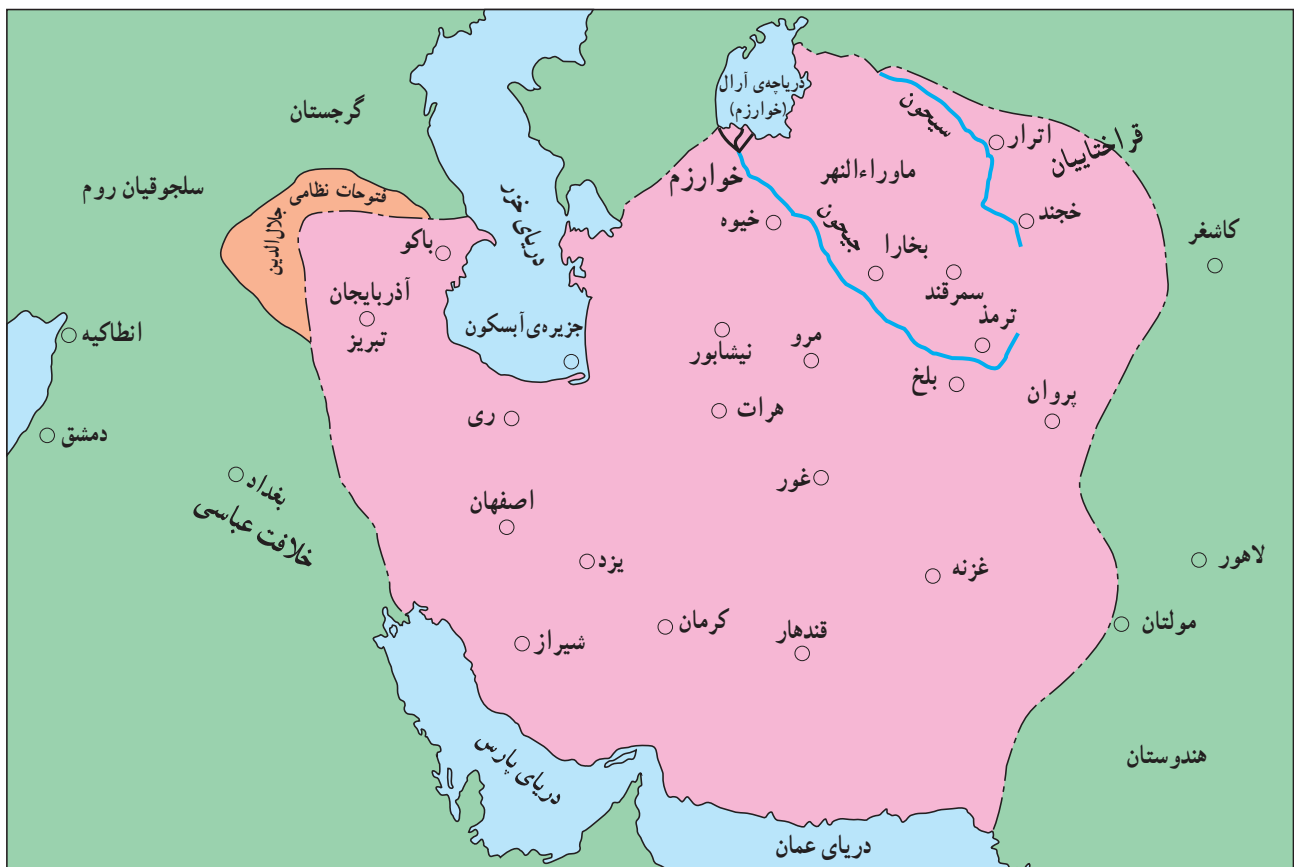 دریاچه‌ی آرال
(خوارزم)
گرجستان
سیحون
اترار
قراختاییان
ماوراءالنهر
خوارزم
سلجوقیان روم
فتوحات نظامی جلال‌الدین
دریای خزر
خیوه
جیحون
خجند
کاشغر
باکو
بخارا
سمرقند
آذربایجان
تبریز
جزیره‌ی آبسکون
ترمذ
انطاکیه
نیشابور
مرو
بلخ
پروان
ری
هرات
دمشق
غور
بغداد
خلافت عباسی
اصفهان
یزد
غزنه
لاهور
شیراز
کرمان
قندهار
مولتان
دریای پارس
هندوستان
دریای عمان